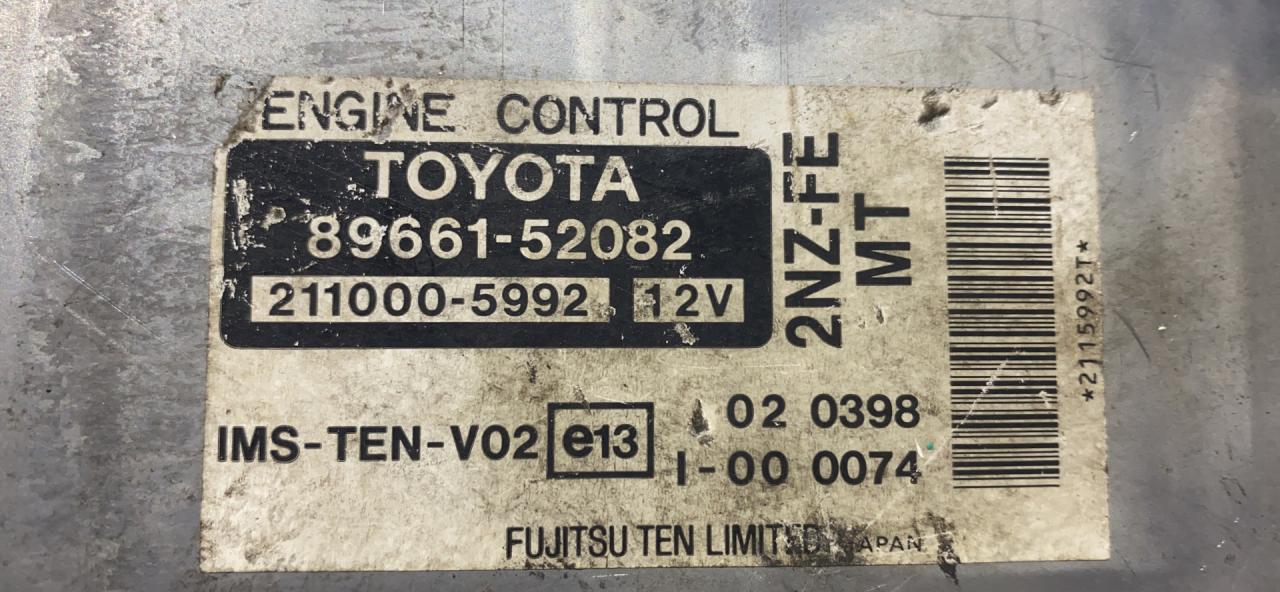 ENGINE CONTROL
TOYOTA
89661-52082
211000-5992 12V
2NZ-FE
MT
IMS-TEN-V02 e13 02 0398
I-00 0074
FUJITSU TEN LIMITED JAPAN
*2115992T*